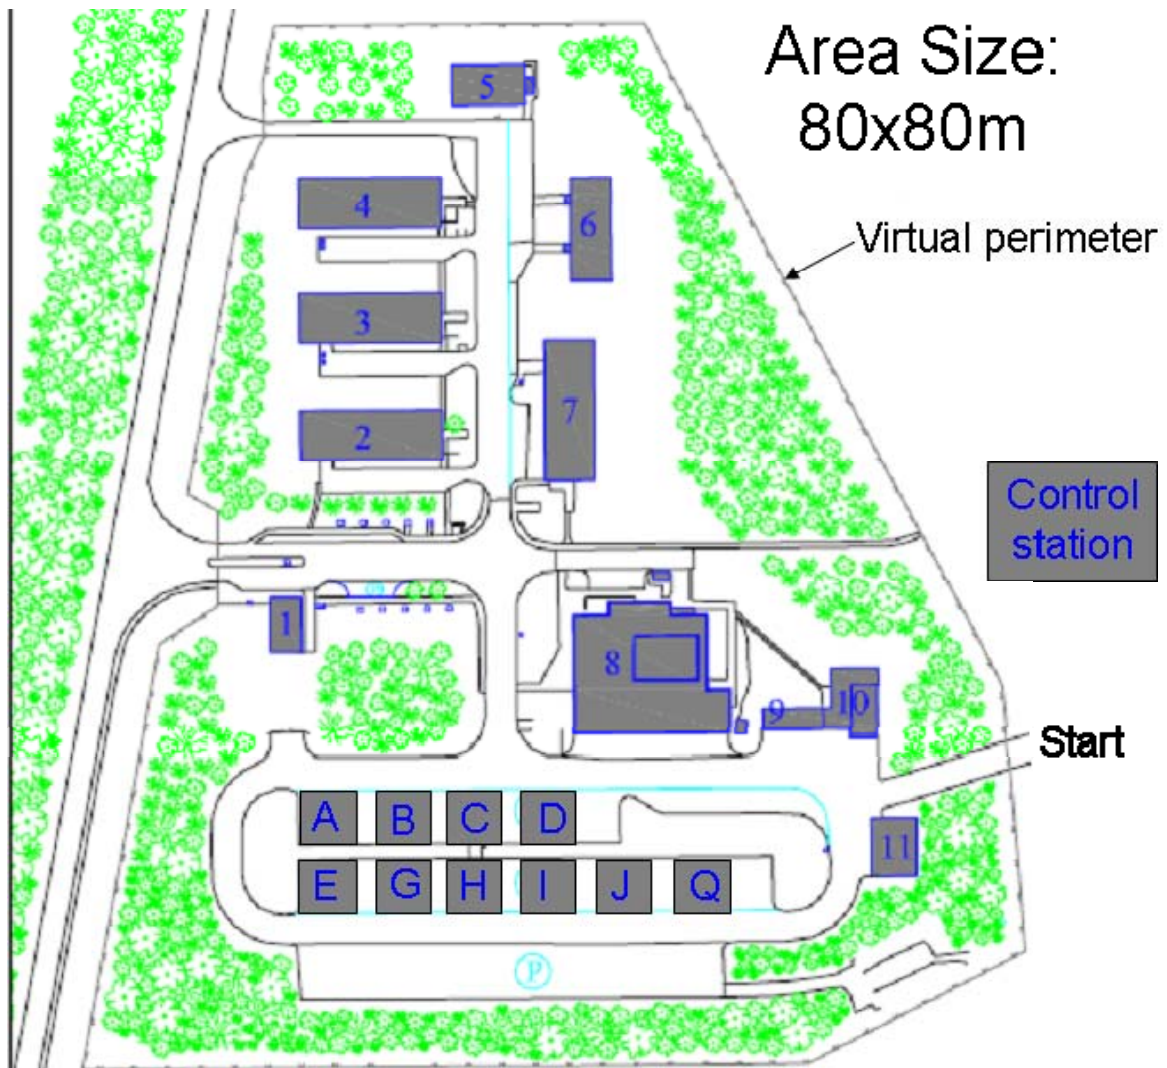 Area Size:
80x80m
5
4
6
Virtual perimeter
3
7
2
Control
station
1
8
9
10
Start
A B C D
11
E G H I J Q
P